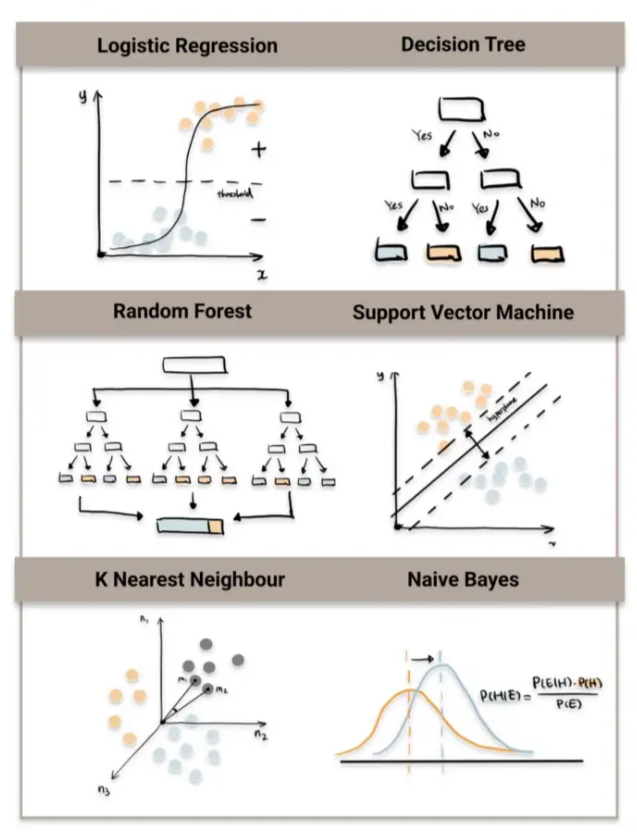 Logistic Regression
Decision Tree
y
+
threshold
−
x
Yes
No
Yes
No
Yes
No
Random Forest
Support Vector Machine
y
hyperplane
x
K Nearest Neighbour
Naive Bayes
n₁
m₁
m₂
n₂
n₃
P(H|E) = P(E|H)·P(H)
P(E)